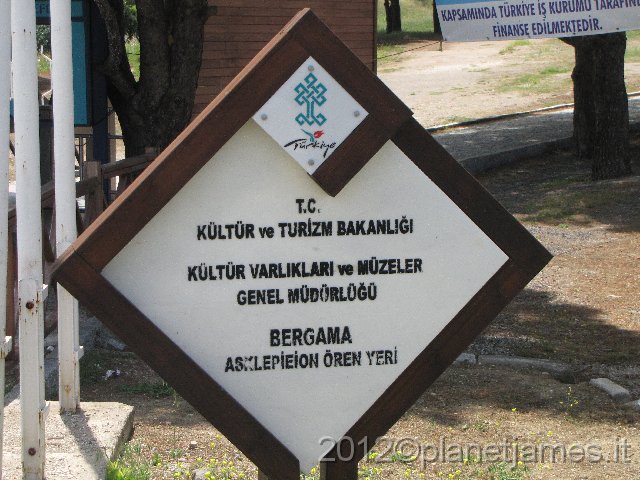 KAPSAMINDA TÜRKİYE İŞ KURUMU TARAFIN
FİNANSE EDİLMEKTEDİR.
Türkiye
T.C.
KÜLTÜR ve TURİZM BAKANLIĞI
KÜLTÜR VARLIKLARI ve MÜZELER
GENEL MÜDÜRLÜĞÜ
BERGAMA
ASKLEPİEİON ÖREN YERİ
2012©planetjames.it